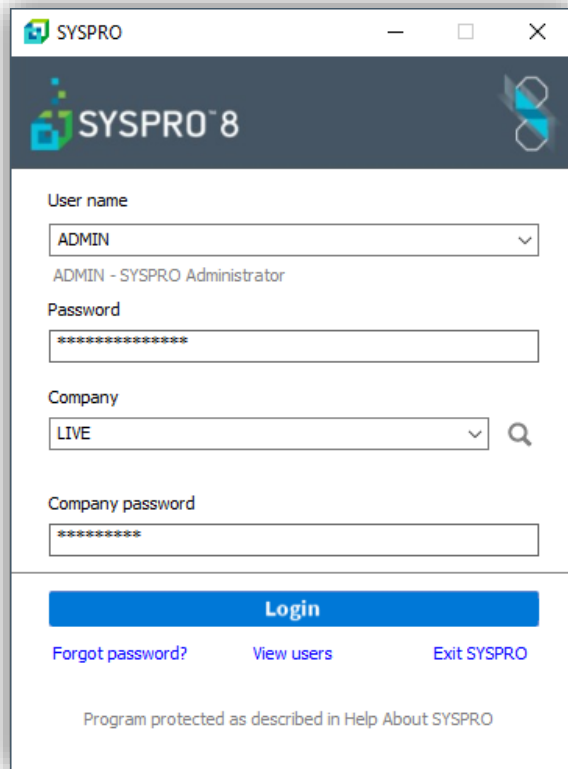 SYSPRO
SYSPRO™ 8
User name
ADMIN
ADMIN - SYSPRO Administrator
Password
**************
Company
LIVE
Company password
*********
Login
Forgot password? View users Exit SYSPRO
Program protected as described in Help About SYSPRO